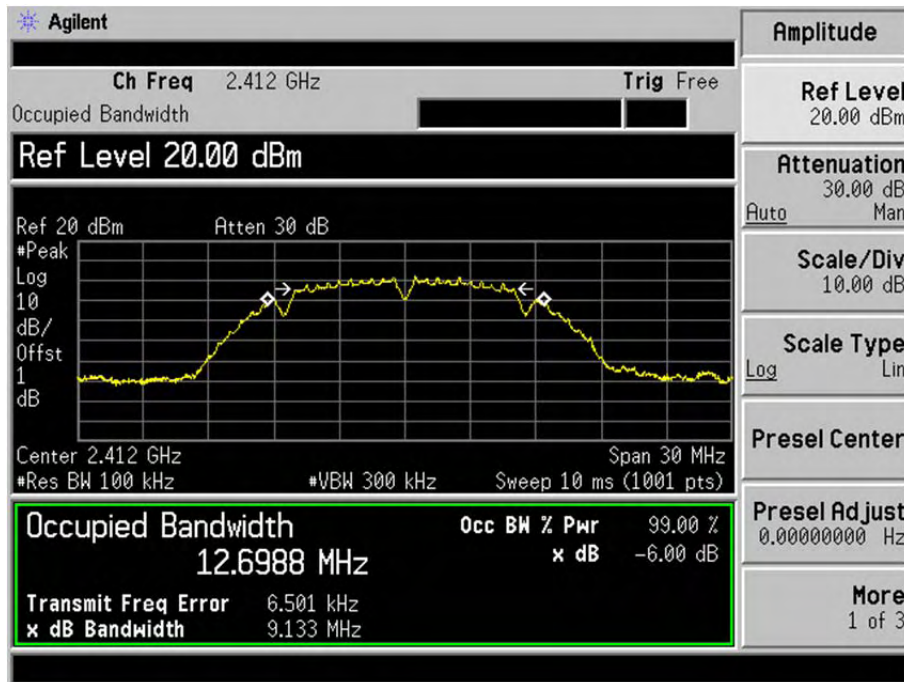 Agilent
Ch Freq 2.412 GHz Trig Free
Occupied Bandwidth
Ref Level 20.00 dBm
Ref 20 dBm Atten 30 dB
#Peak
Log
10
dB/
Offst
1
dB
Center 2.412 GHz Span 30 MHz
#Res BW 100 kHz #VBW 300 kHz Sweep 10 ms (1001 pts)
Occupied Bandwidth Occ BW % Pwr 99.00 %
12.6988 MHz x dB -6.00 dB
Transmit Freq Error 6.501 kHz
x dB Bandwidth 9.133 MHz
Amplitude
Ref Level
20.00 dBm
Attenuation
30.00 dB
Auto Man
Scale/Div
10.00 dB
Scale Type
Log Lin
Presel Center
Presel Adjust
0.00000000 Hz
More
1 of 3